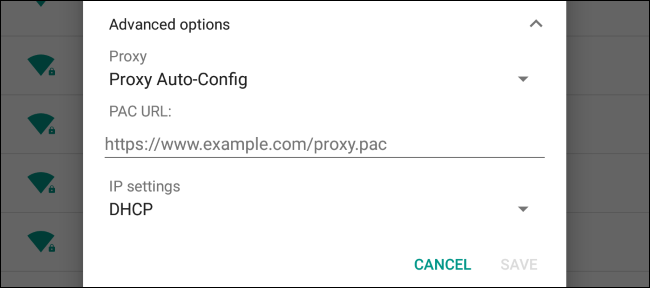 Advanced options
Proxy
Proxy Auto-Config
PAC URL:
https://www.example.com/proxy.pac
IP settings
DHCP
CANCEL SAVE